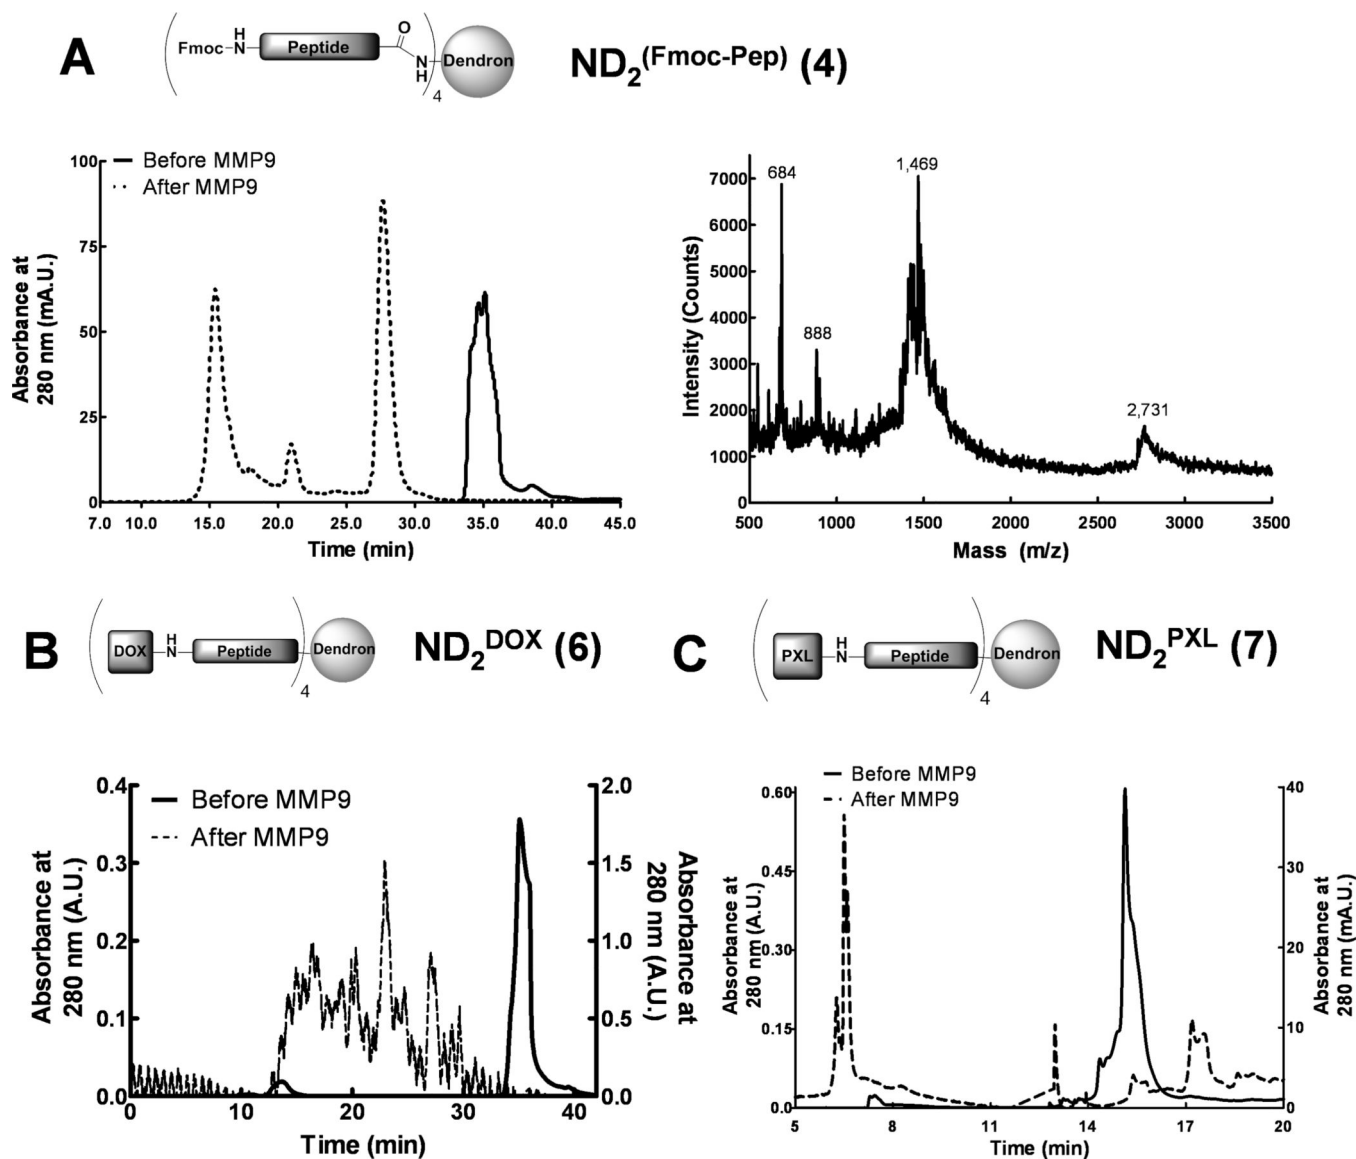 A
Fmoc
H
N
Peptide
O
N
H
4
Dendron
ND2(Fmoc-Pep) (4)
Before MMP9
After MMP9
Absorbance at
280 nm (mA.U.)
100
75
50
25
0
7.0 10.0 15.0 20.0 25.0 30.0 35.0 40.0 45.0
Time (min)
Intensity (Counts)
7000
6000
5000
4000
3000
2000
1000
0
684
888
1,469
2,731
500 1000 1500 2000 2500 3000 3500
Mass (m/z)
B
DOX
H
N
Peptide
4
Dendron
ND2DOX (6)
Before MMP9
After MMP9
Absorbance at
280 nm (A.U.)
0.4
0.3
0.2
0.1
0.0
0 10 20 30 40
Time (min)
2.0
1.5
1.0
0.5
0.0
Absorbance at
280 nm (A.U.)
C
PXL
H
N
Peptide
4
Dendron
ND2PXL (7)
Before MMP9
After MMP9
Absorbance at
280 nm (A.U.)
0.60
0.45
0.30
0.15
0.0
5 8 11 14 17 20
Time (min)
40
30
20
10
0
Absorbance at
280 nm (mA.U.)